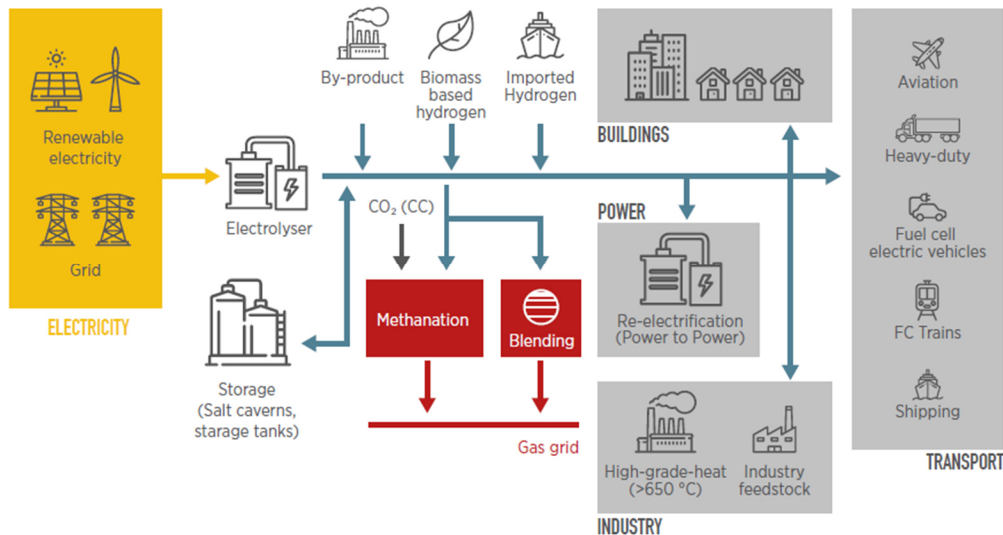 Renewable
electricity
Grid
ELECTRICITY
Electrolyser
Storage
(Salt caverns,
starage tanks)
By-product
Biomass
based
hydrogen
Imported
Hydrogen
CO₂ (CC)
Methanation
Blending
Gas grid
BUILDINGS
POWER
Re-electrification
(Power to Power)
High-grade-heat
(>650 °C)
Industry
feedstock
INDUSTRY
Aviation
Heavy-duty
Fuel cell
electric vehicles
FC Trains
Shipping
TRANSPORT